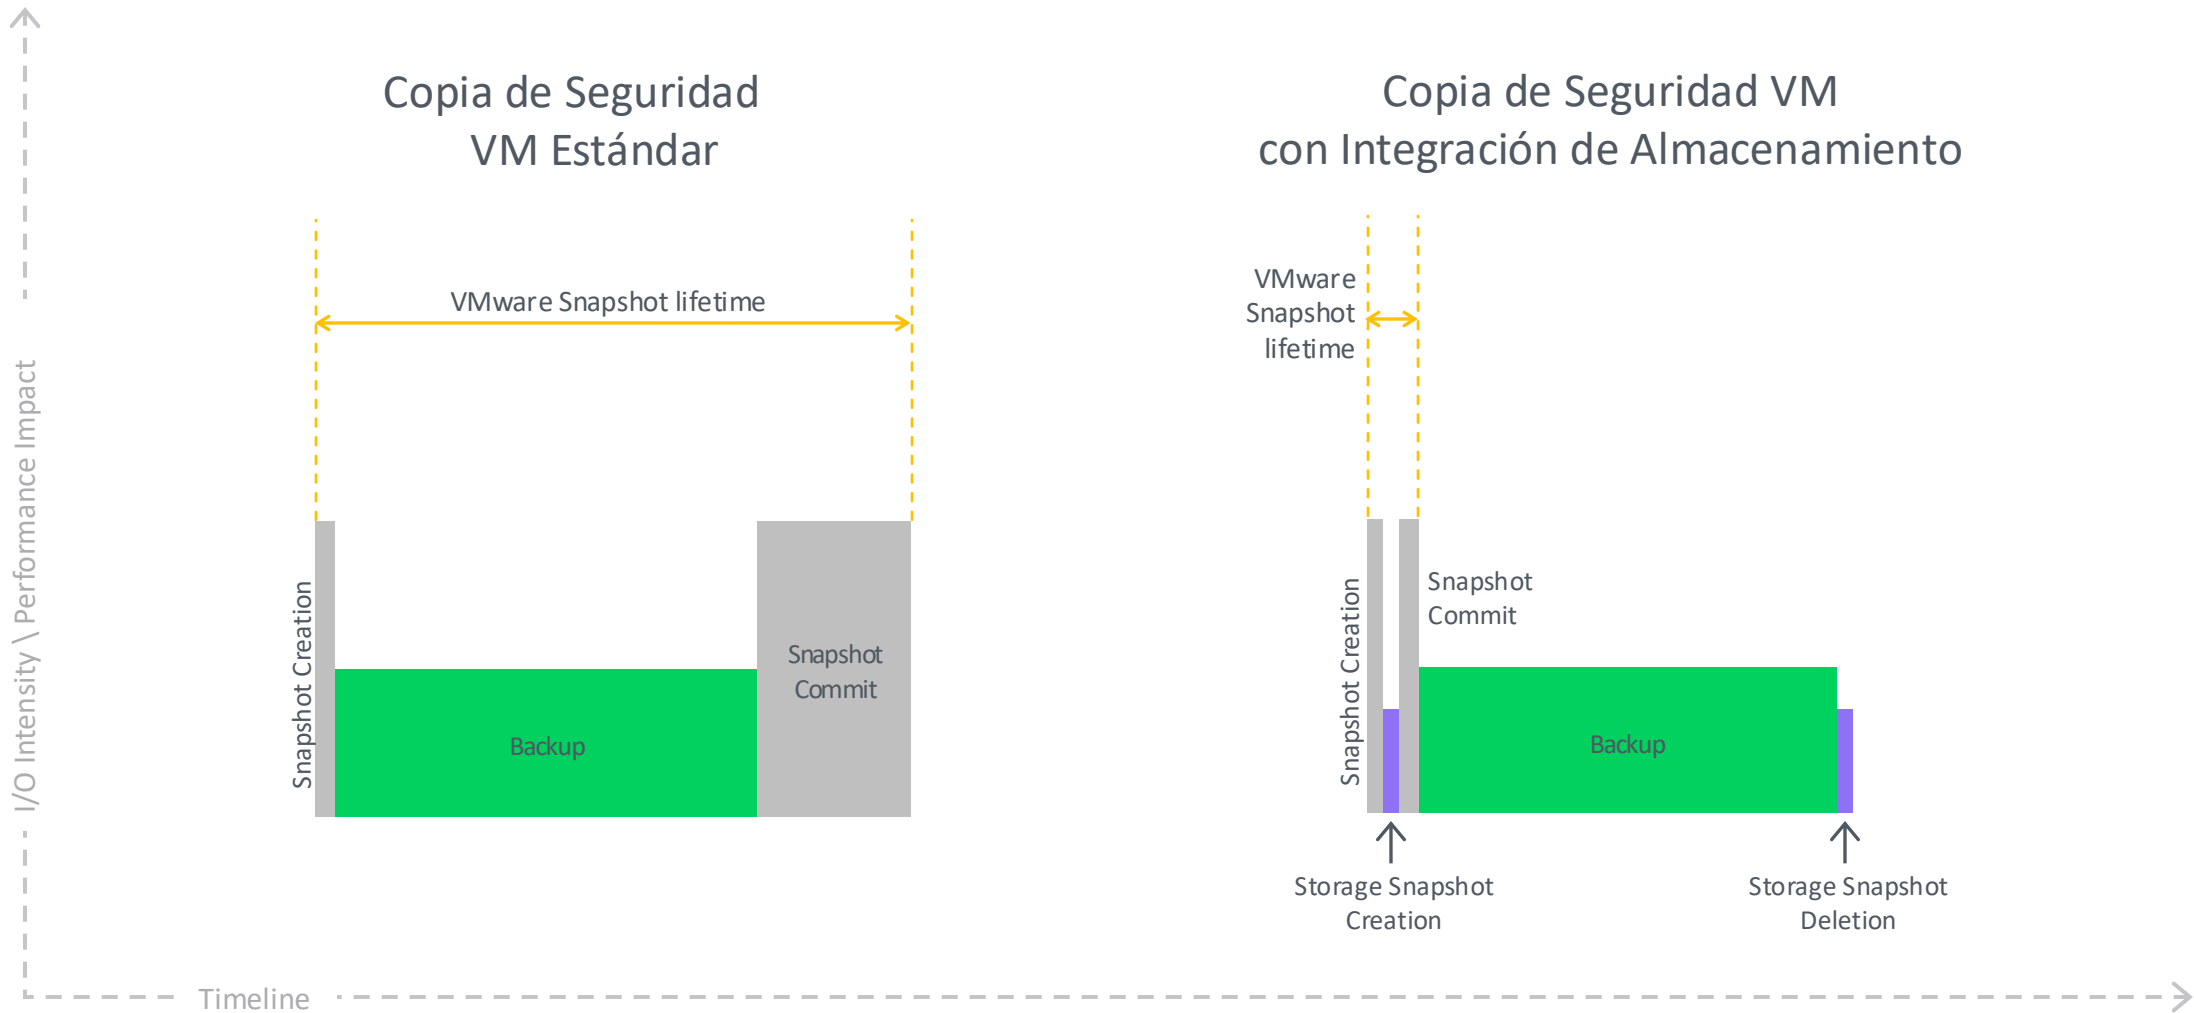 Copia de Seguridad
VM Estándar
Copia de Seguridad VM
con Integración de Almacenamiento
VMware Snapshot lifetime
VMware
Snapshot
lifetime
I/O Intensity \ Performance Impact
Snapshot Creation
Backup
Snapshot
Commit
Snapshot Creation
Snapshot
Commit
Backup
Storage Snapshot
Creation
Storage Snapshot
Deletion
Timeline